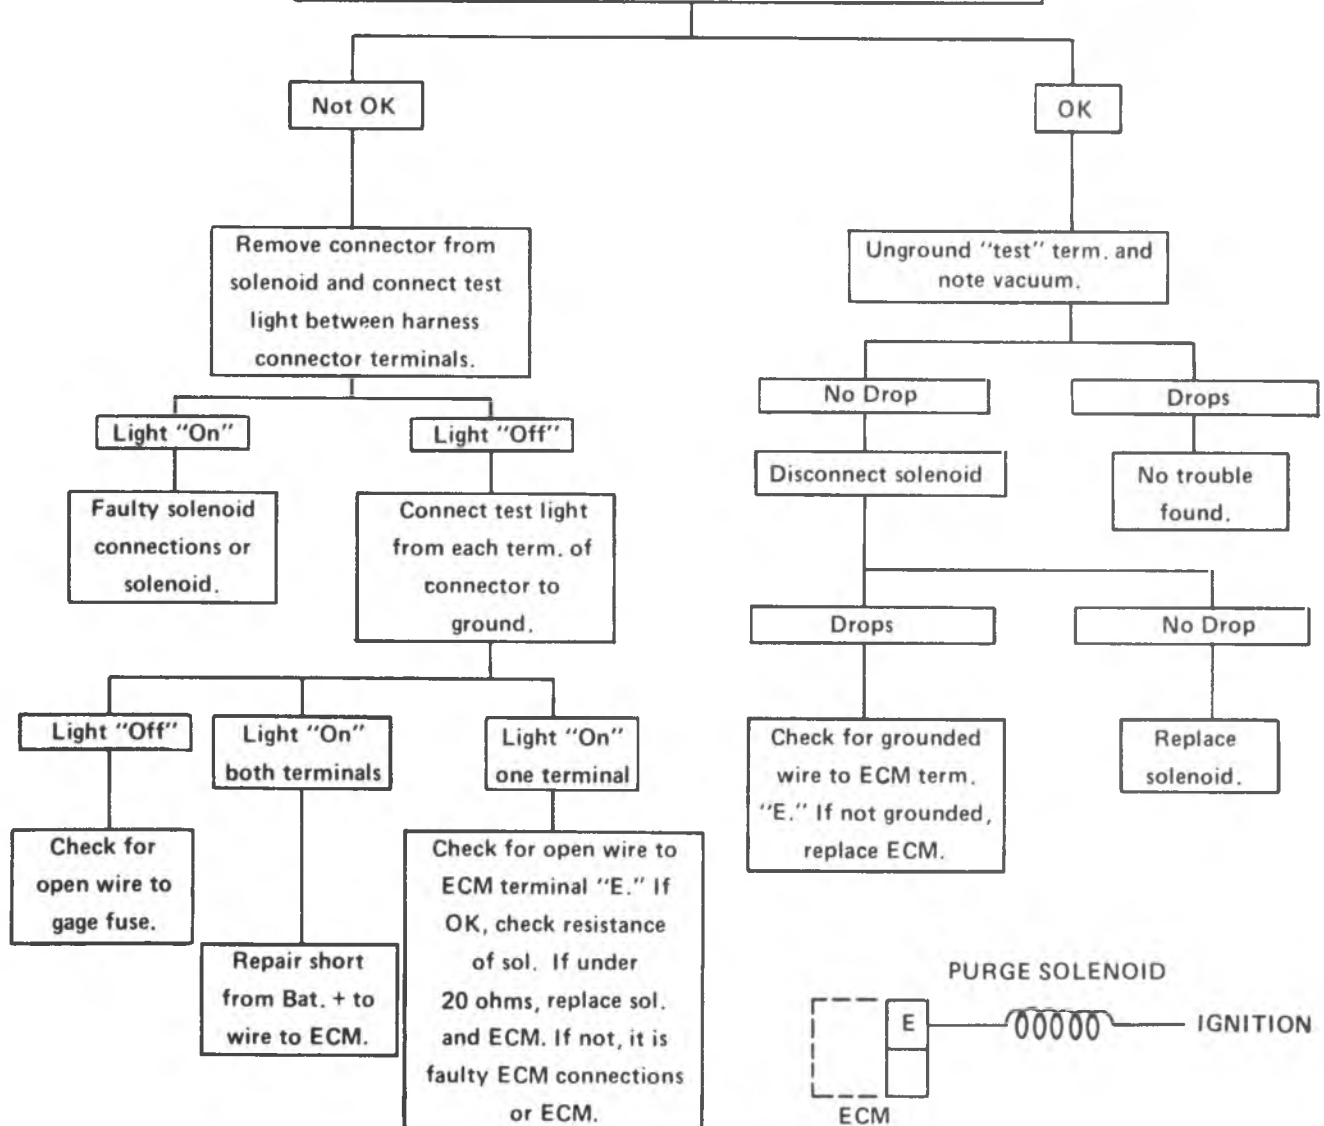 Not OK
OK
Remove connector from
solenoid and connect test
light between harness
connector terminals.
Unground "test" term. and
note vacuum.
Light "On"
Light "Off"
No Drop
Drops
Faulty solenoid
connections or
solenoid.
Connect test light
from each term. of
connector to
ground.
Disconnect solenoid
No trouble
found.
Drops
No Drop
Light "Off"
Light "On"
both terminals
Light "On"
one terminal
Check for grounded
wire to ECM term.
"E." If not grounded,
replace ECM.
Replace
solenoid.
Check for
open wire to
gage fuse.
Repair short
from Bat. + to
wire to ECM.
Check for open wire to
ECM terminal "E." If
OK, check resistance
of sol. If under
20 ohms, replace sol.
and ECM. If not, it is
faulty ECM connections
or ECM.
PURGE SOLENOID
E
IGNITION
ECM